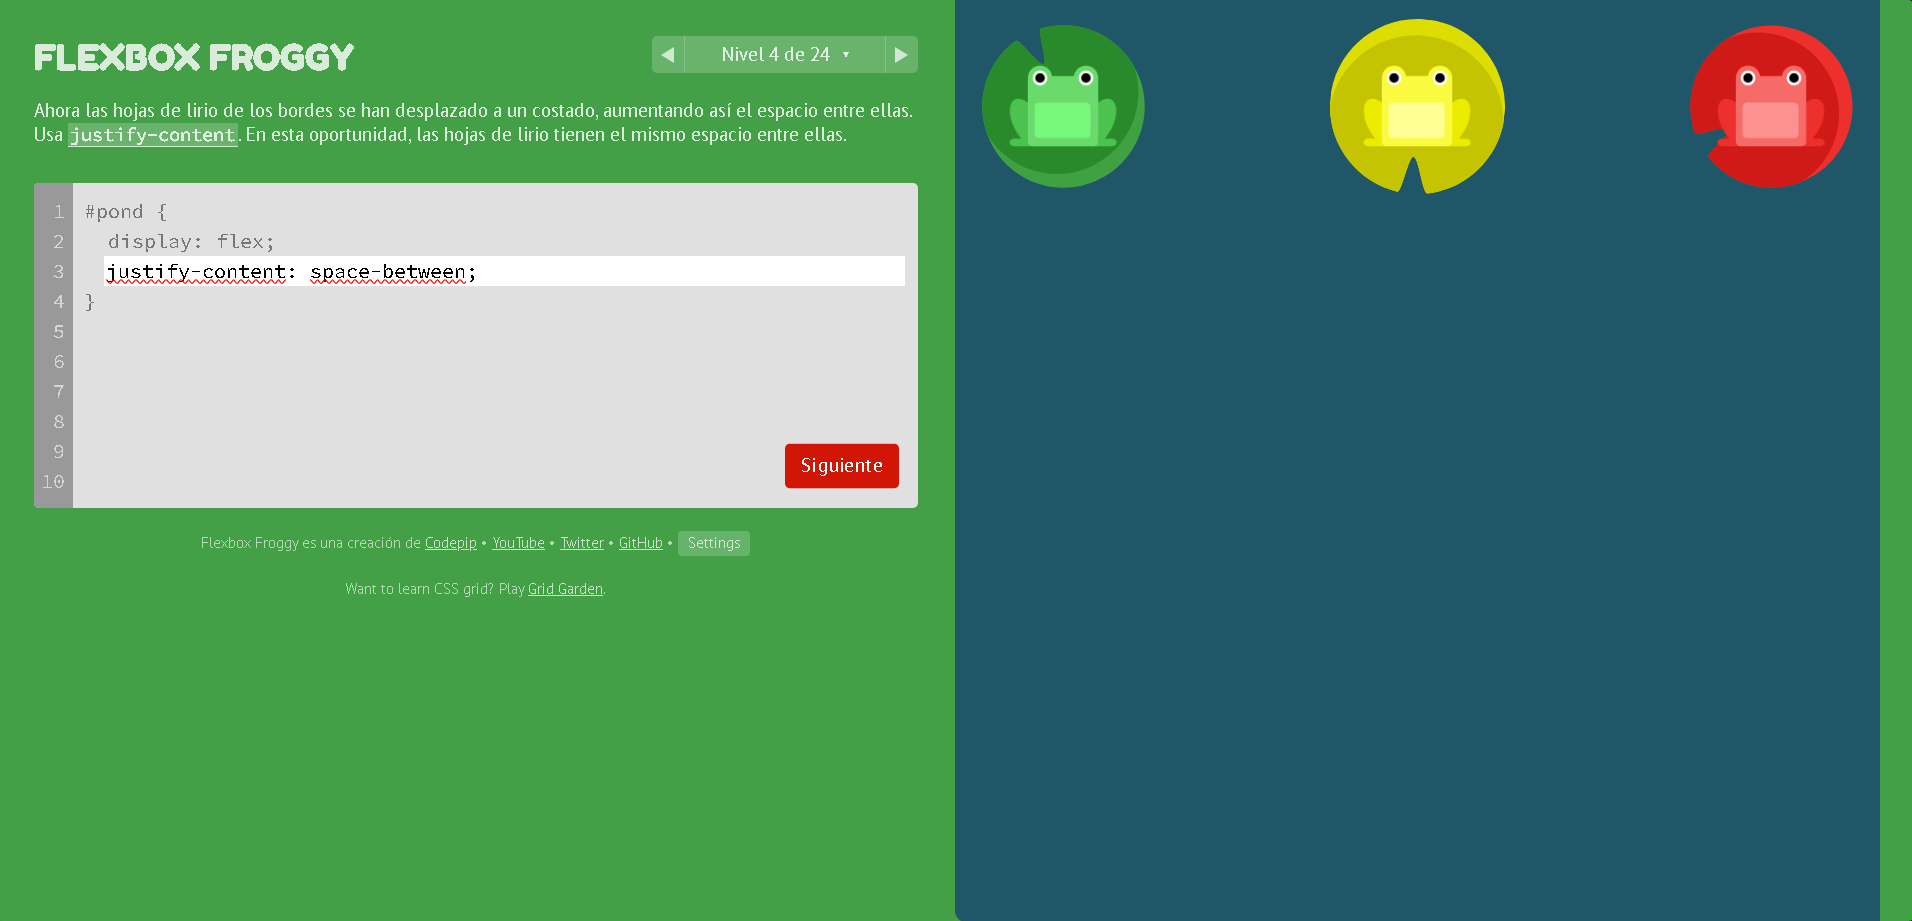 FLEXBOX FROGGY
Nivel 4 de 24 ▼
Ahora las hojas de lirio de los bordes se han desplazado a un costado, aumentando así el espacio entre ellas.
Usa justify-content. En esta oportunidad, las hojas de lirio tienen el mismo espacio entre ellas.
1 #pond {
2 display: flex;
3 justify-content: space-between;
4 }
5
6
7
8
9
10
Siguiente
Flexbox Froggy es una creación de Codepip • YouTube • Twitter • GitHub • Settings
Want to learn CSS grid? Play Grid Garden.